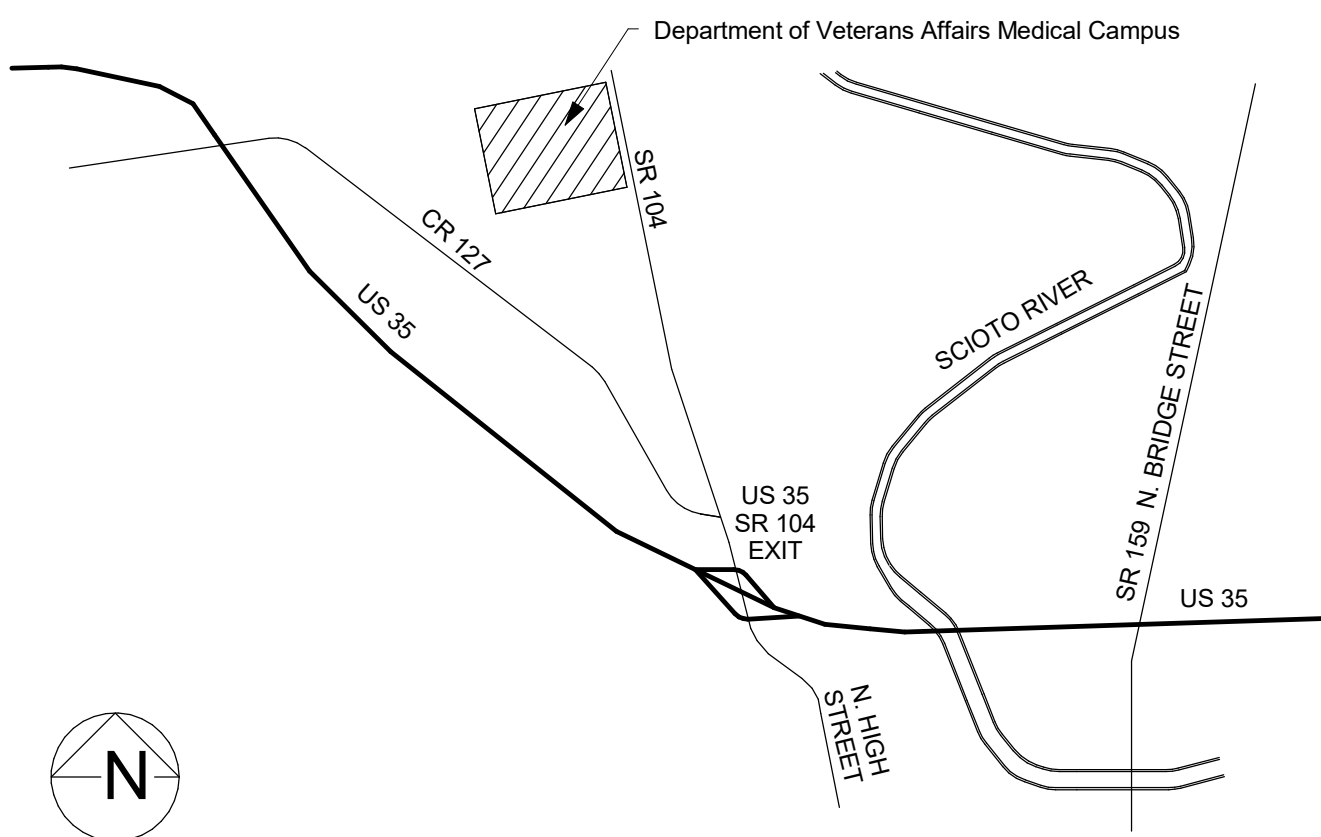 Department of Veterans Affairs Medical Campus
SR 104
CR 127
US 35
SCIOTO RIVER
SR 159  N. BRIDGE STREET
US 35
SR 104
EXIT
US 35
N. HIGH
STREET
N